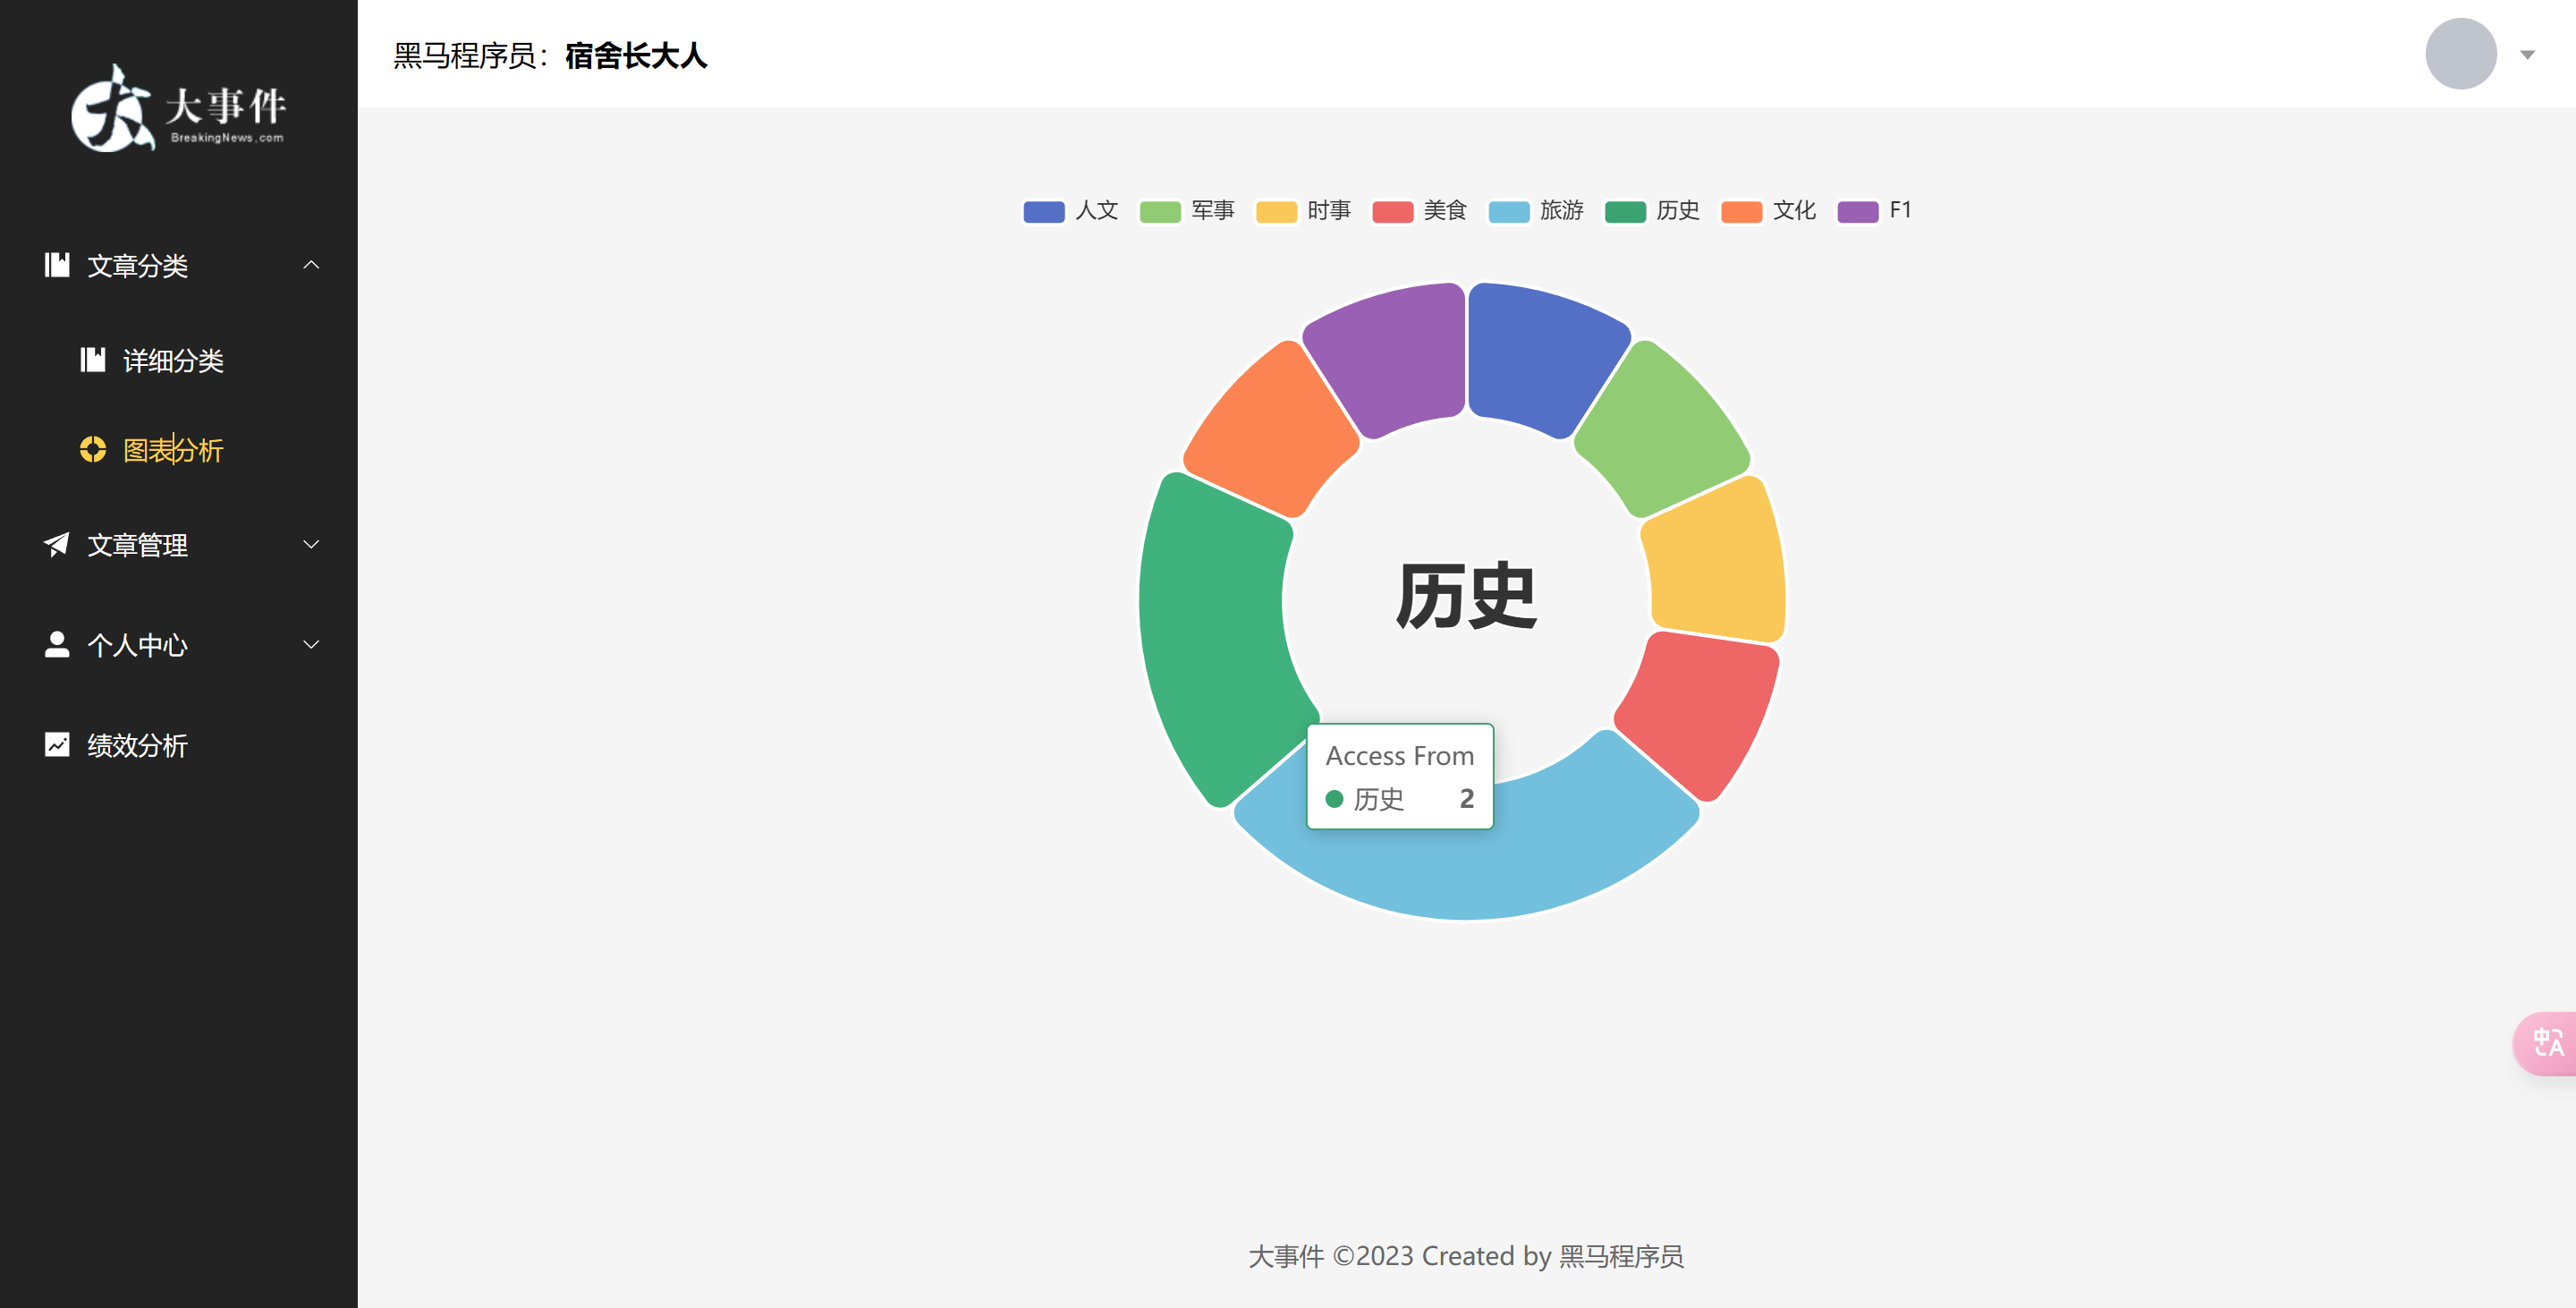 大事件
BreakingNews.com
文章分类
详细分类
图表分析
文章管理
个人中心
绩效分析
黑马程序员：宿舍长大人
人文 军事 时事 美食 旅游 历史 文化 F1
历史
Access From
历史 2
中A
大事件 ©2023 Created by 黑马程序员